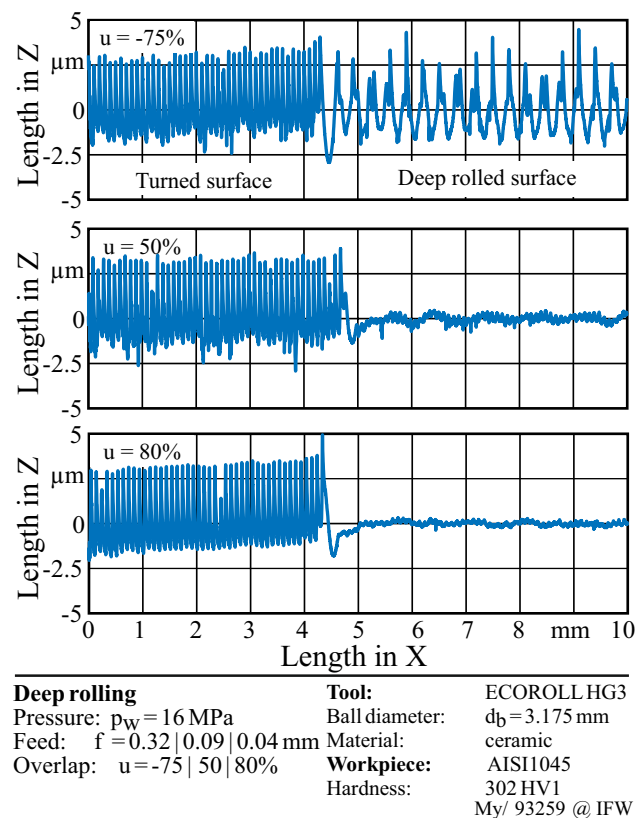 5
u = -75%
µm
0
-2.5
-5
Length in Z
Turned surface
Deep rolled surface
5
u = 50%
µm
0
-2.5
-5
Length in Z
5
u = 80%
µm
0
-2.5
-5
Length in Z
0 1 2 3 4 5 6 7 8 mm 10
Length in X
Deep rolling
Pressure: pw = 16 MPa
Feed: f = 0.32 | 0.09 | 0.04 mm
Overlap: u = -75 | 50 | 80%
Tool: ECOROLL HG3
Ball diameter: db = 3.175 mm
Material: ceramic
Workpiece: AISI1045
Hardness: 302 HV1
My/ 93259 @ IFW